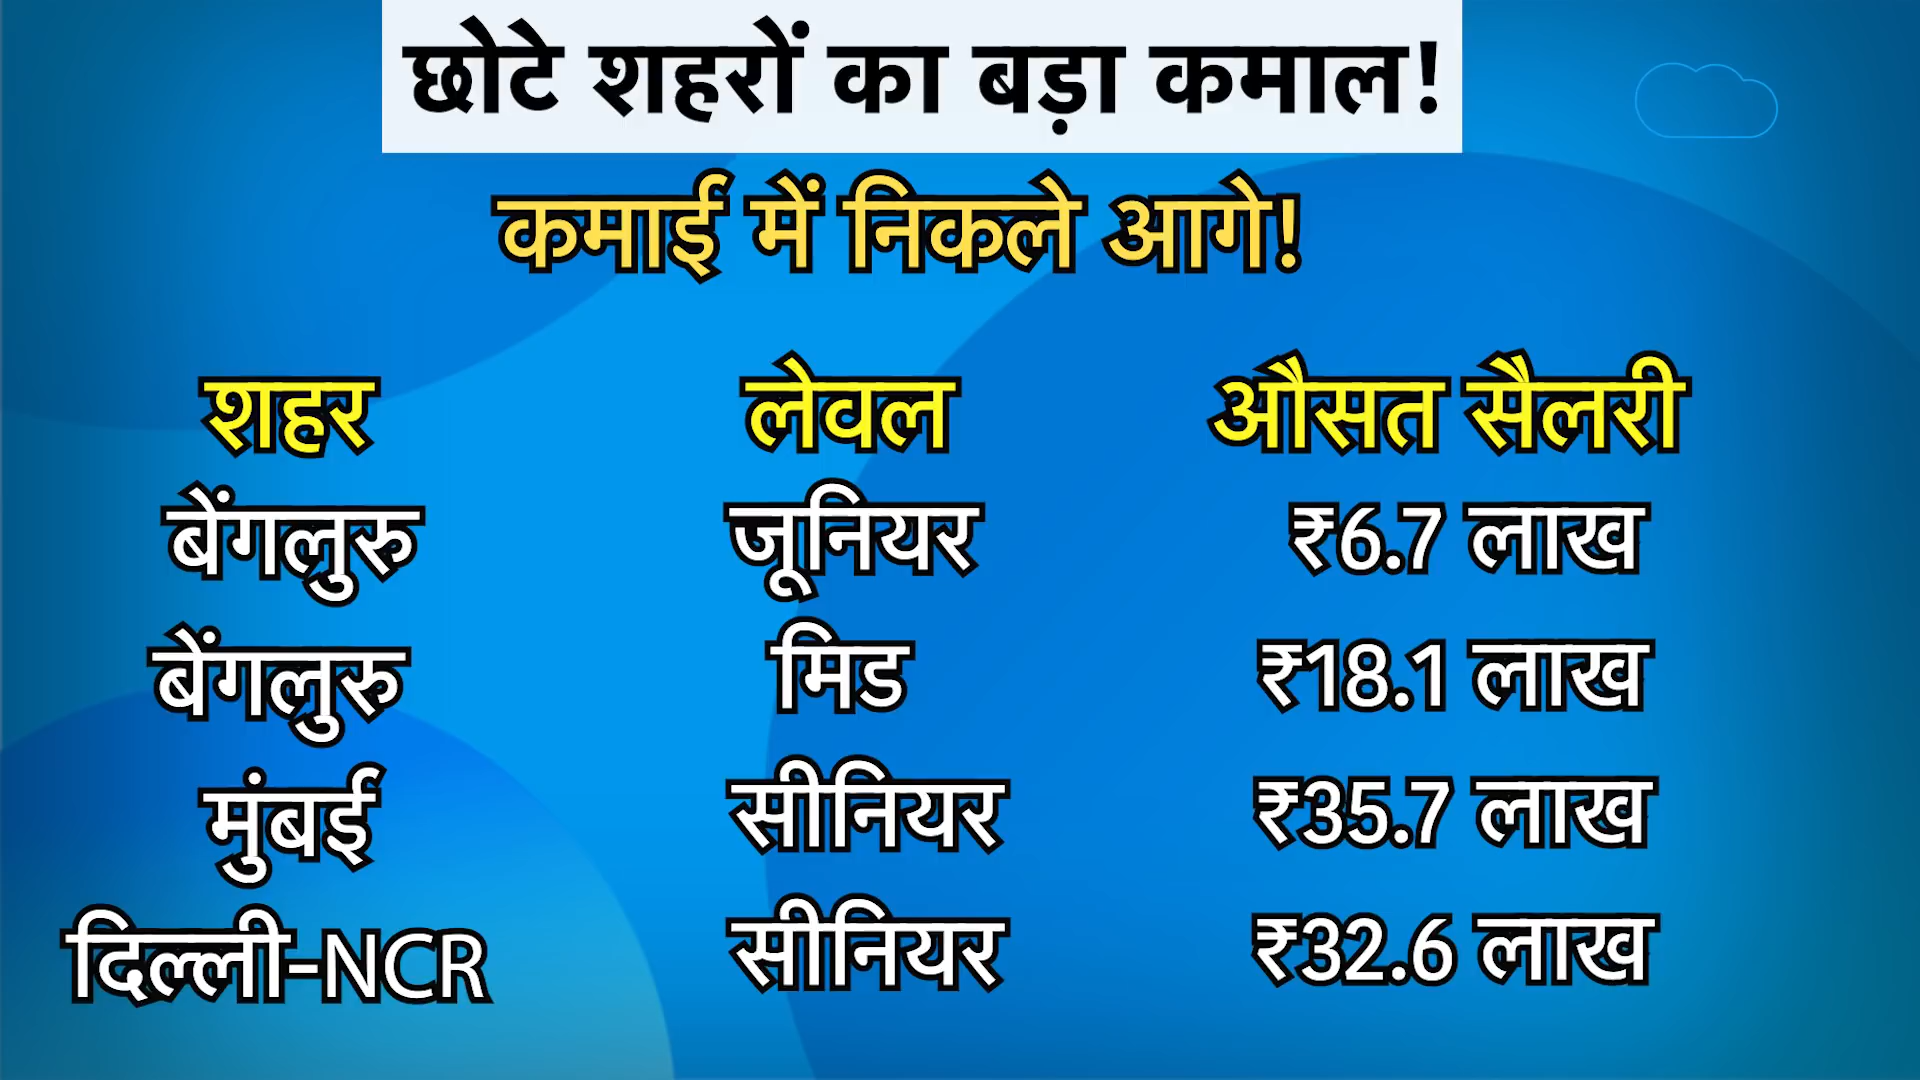 छोटे शहरों का बड़ा कमाल!
कमाई में निकले आगे!
शहर लेवल औसत सैलरी
बेंगलुरु जूनियर ₹6.7 लाख
बेंगलुरु मिड ₹18.1 लाख
मुंबई सीनियर ₹35.7 लाख
दिल्ली-NCR सीनियर ₹32.6 लाख